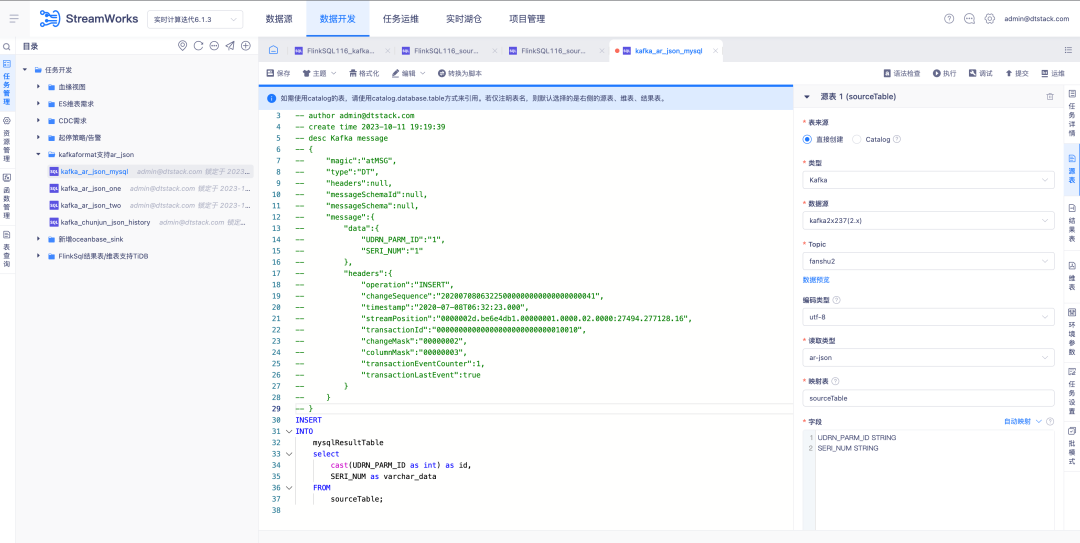 StreamWorks
实时计算迭代6.1.3
数据源
数据开发
任务运维
实时湖仓
项目管理
admin@dtstack.com
任务管理
资源管理
函数管理
表查询
目录
任务开发
血缘视图
ES维表需求
CDC需求
起停策略/告警
kafkaformat支持ar_json
kafka_ar_json_mysql admin@dtstack.com 锁定于 2023...
kafka_ar_json_one admin@dtstack.com 锁定于 2023-1...
kafka_ar_json_two admin@dtstack.com 锁定于 2023-1...
kafka_chunjun_json_history admin@dtstack.com 锁定于...
新增oceanbase_sink
FlinkSql结果表/维表支持TiDB
FlinkSQL116_kafka...
FlinkSQL116_sour...
FlinkSQL116_sour...
kafka_ar_json_mysql
保存
主题
格式化
编辑
转换为脚本
语法检查
执行
调试
提交
运维
如需使用catalog的表，请使用catalog.database.table方式来引用。若仅注明表名，则默认选择的是右侧的源表、维表、结果表。
3 -- author admin@dtstack.com
4 -- create time 2023-10-11 19:19:39
5 -- desc Kafka message
6 -- {
7 -- "magic":"atMSG",
8 -- "type":"DT",
9 -- "headers":null,
10 -- "messageSchemaId":null,
11 -- "messageSchema":null,
12 -- "message":{
13 -- "data":{
14 -- "UDRN_PARM_ID":"1",
15 -- "SERI_NUM":"1"
16 -- },
17 -- "headers":{
18 -- "operation":"INSERT",
19 -- "changeSequence":"20200708063225000000000000000000041",
20 -- "timestamp":"2020-07-08T06:32:23.000",
21 -- "streamPosition":"0000002d.be6e4db1.00000001.0000.02.0000:27494.277128.16",
22 -- "transactionId":"00000000000000000000000000010010",
23 -- "changeMask":"00000002",
24 -- "columnMask":"00000003",
25 -- "transactionEventCounter":1,
26 -- "transactionLastEvent":true
27 -- }
28 -- }
29 -- }
30 INSERT
31 INTO
32 mysqlResultTable
33 select
34 cast(UDRN_PARM_ID as int) as id,
35 SERI_NUM as varchar_data
36 FROM
37 sourceTable;
38
源表 1 (sourceTable)
* 表来源
直接创建
Catalog
* 类型
Kafka
* 数据源
kafka2x237(2.x)
* Topic
fanshu2
数据预览
编码类型
utf-8
* 读取类型
ar-json
* 映射表
sourceTable
* 字段
自动映射
1 UDRN_PARM_ID STRING
2 SERI_NUM STRING
任务详情
源表
结果表
维表
环境参数
任务设置
批模式